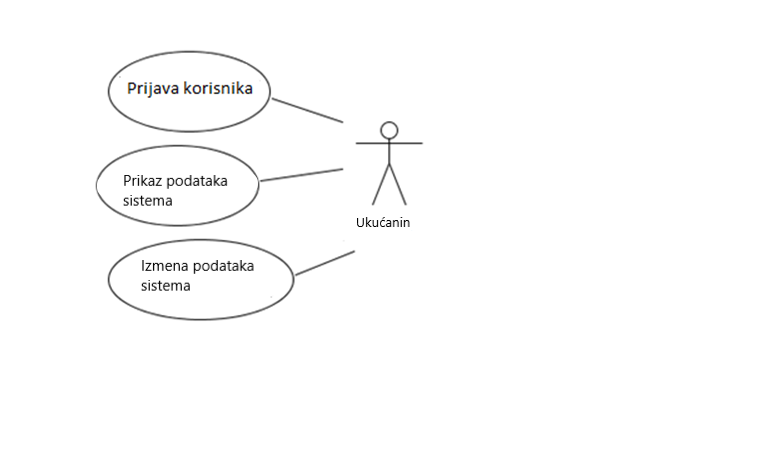 Prijava korisnika
Prikaz podataka
sistema
Ukućanin
Izmena podataka
sistema